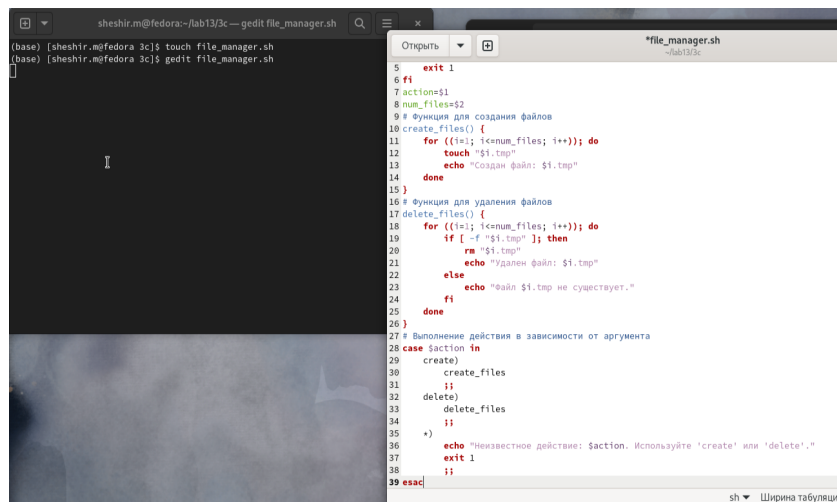 sheshir.m@fedora:~/lab13/3c — gedit file_manager.sh
(base) [sheshir.m@fedora 3c]$ touch file_manager.sh
(base) [sheshir.m@fedora 3c]$ gedit file_manager.sh
Открыть
*file_manager.sh
~/lab13/3c
5     exit 1
6 fi
7 action=$1
8 num_files=$2
9 # Функция для создания файлов
10 create_files() {
11     for ((i=1; i<=num_files; i++)); do
12         touch "$i.tmp"
13         echo "Создан файл: $i.tmp"
14     done
15 }
16 # Функция для удаления файлов
17 delete_files() {
18     for ((i=1; i<=num_files; i++)); do
19         if [ -f "$i.tmp" ]; then
20             rm "$i.tmp"
21             echo "Удален файл: $i.tmp"
22         else
23             echo "Файл $i.tmp не существует."
24         fi
25     done
26 }
27 # Выполнение действия в зависимости от аргумента
28 case $action in
29     create)
30         create_files
31         ;;
32     delete)
33         delete_files
34         ;;
35     *)
36         echo "Неизвестное действие: $action. Используйте 'create' или 'delete'."
37         exit 1
38         ;;
39 esac
sh Ширина табуляци